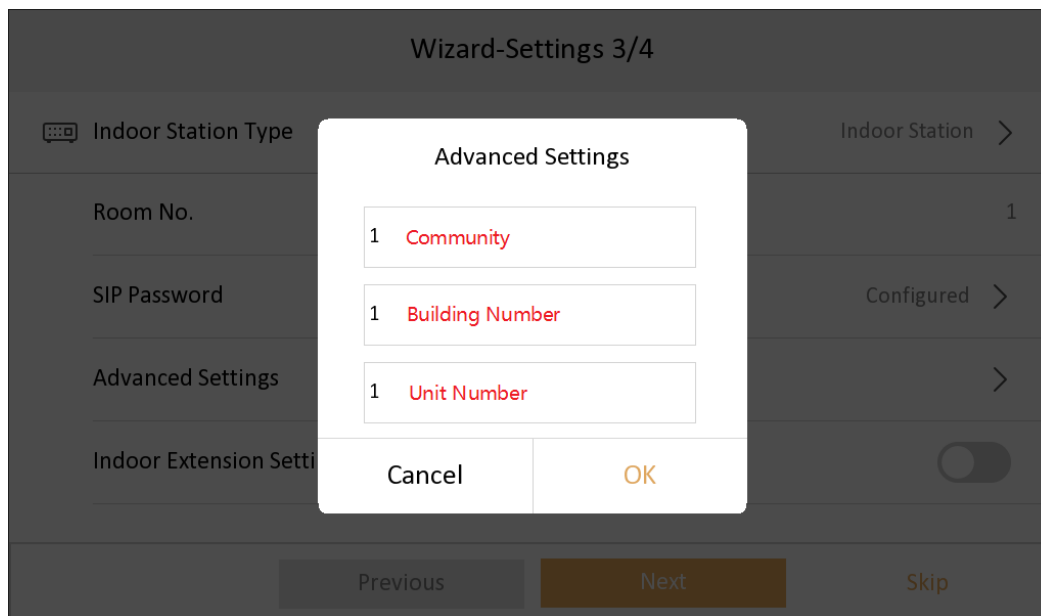 Wizard-Settings 3/4
Indoor Station Type
Indoor Station
Advanced Settings
Room No.
1
1 Community
SIP Password
Configured
1 Building Number
Advanced Settings
1 Unit Number
Indoor Extension Setti
Cancel
OK
Previous
Next
Skip